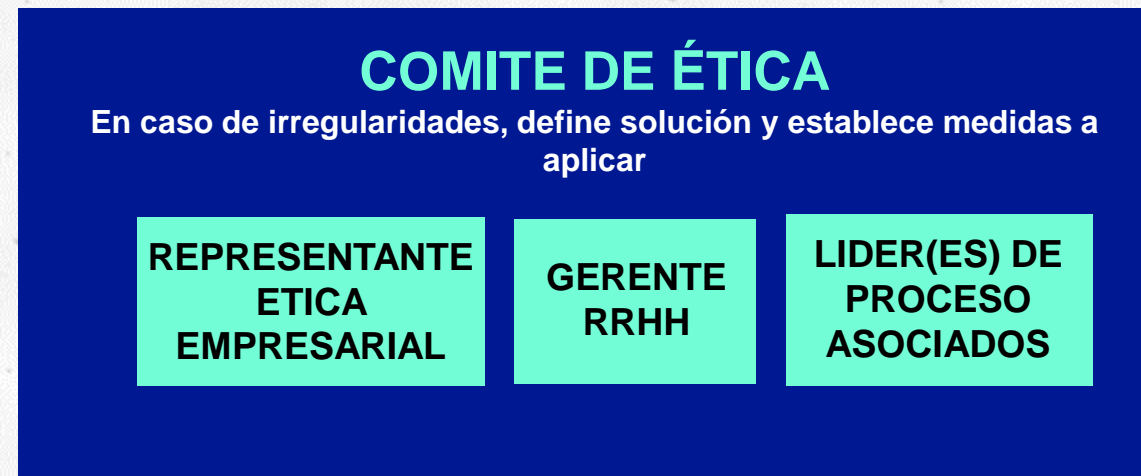 COMITE DE ÉTICA
En caso de irregularidades, define solución y establece medidas a
aplicar
REPRESENTANTE
ETICA
EMPRESARIAL
GERENTE
RRHH
LIDER(ES) DE
PROCESO
ASOCIADOS